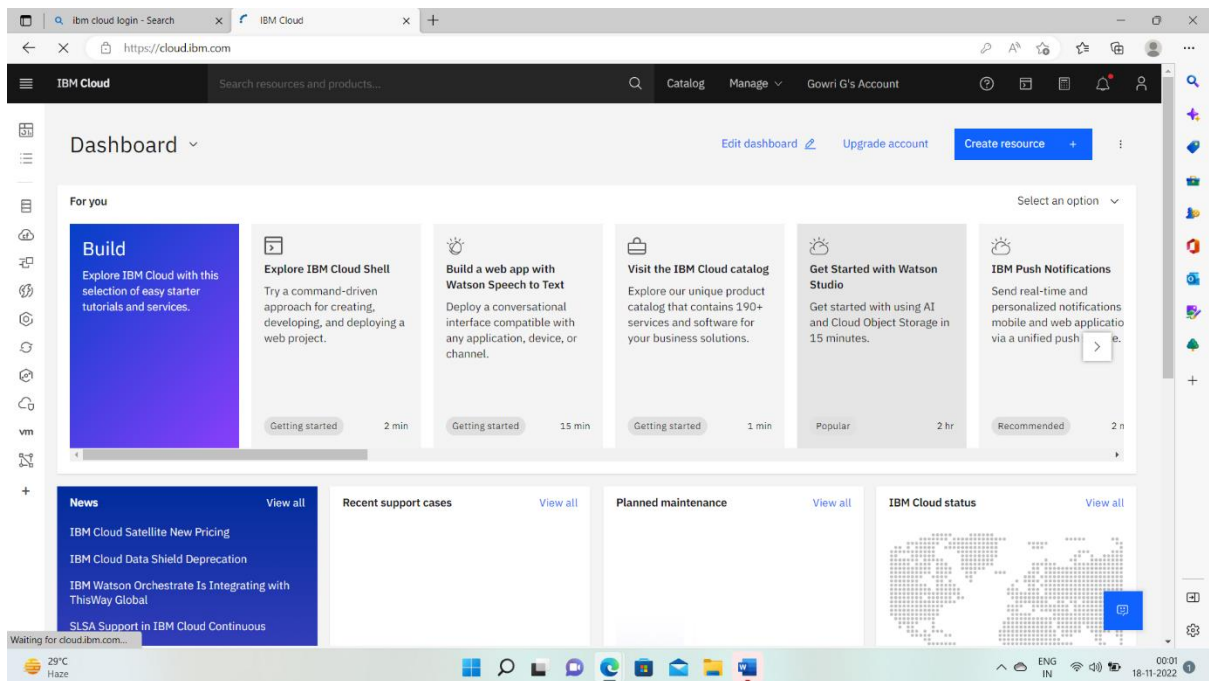 ibm cloud login - Search
IBM Cloud
https://cloud.ibm.com
IBM Cloud
Search resources and products...
Catalog
Manage
Gowri G's Account
Dashboard
Edit dashboard
Upgrade account
Create resource +
For you
Select an option
Build
Explore IBM Cloud with this
selection of easy starter
tutorials and services.
Explore IBM Cloud Shell
Try a command-driven
approach for creating,
developing, and deploying a
web project.
Getting started
2 min
Build a web app with
Watson Speech to Text
Deploy a conversational
interface compatible with
any application, device, or
channel.
Getting started
15 min
Visit the IBM Cloud catalog
Explore our unique product
catalog that contains 190+
services and software for
your business solutions.
Getting started
1 min
Get Started with Watson
Studio
Get started with using AI
and Cloud Object Storage in
15 minutes.
Popular
2 hr
IBM Push Notifications
Send real-time and
personalized notifications
mobile and web applicatio
via a unified push
e.
Recommended
2
vm
News
View all
IBM Cloud Satellite New Pricing
IBM Cloud Data Shield Deprecation
IBM Watson Orchestrate Is Integrating with
ThisWay Global
SLSA Support in IBM Cloud Continuous
Recent support cases
View all
Planned maintenance
View all
IBM Cloud status
View all
Waiting for cloud.ibm.com...
29°C
Haze
ENG
IN
00:01
18-11-2022
1